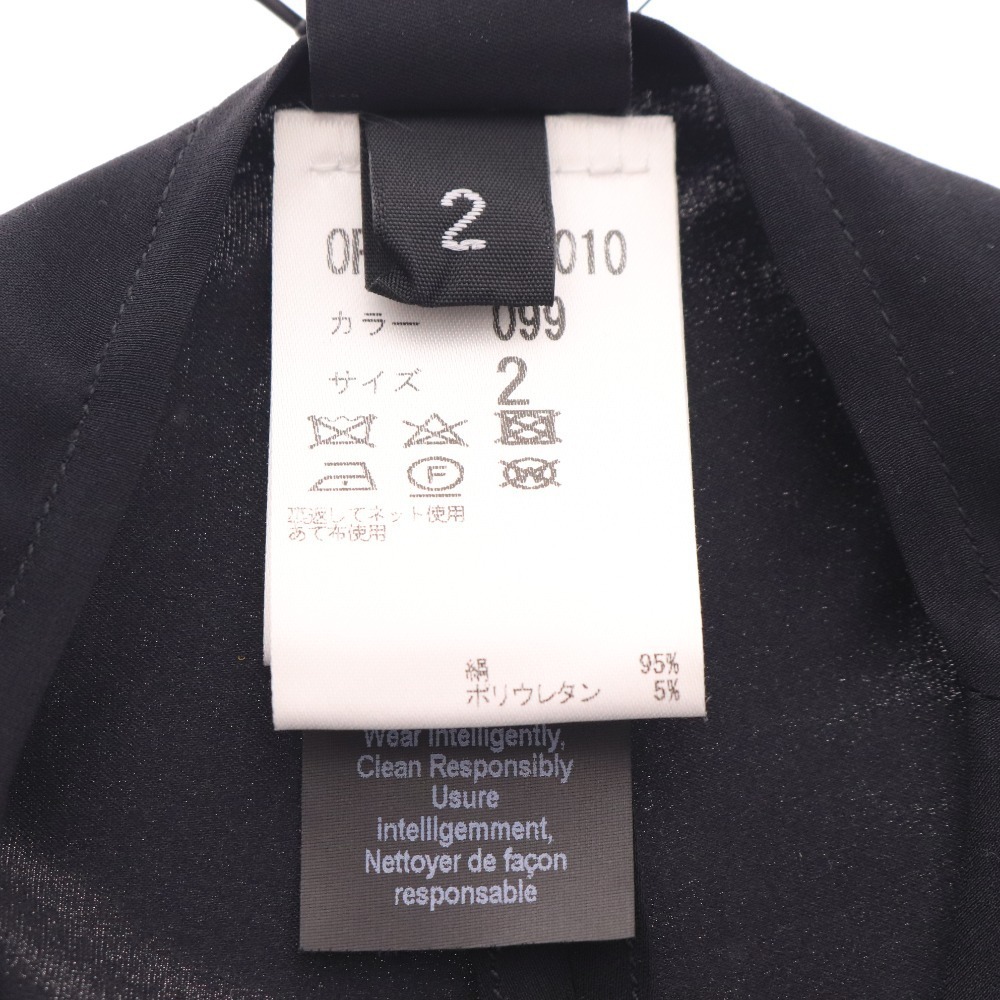 2
010
カラー 099
サイズ 2
F
W
裏返してネット使用
あて布使用
絹 95%
ポリウレタン 5%
Wear Intelligently,
Clean Responsibly
Usure
intelllgemment,
Nettoyer de façon
responsable